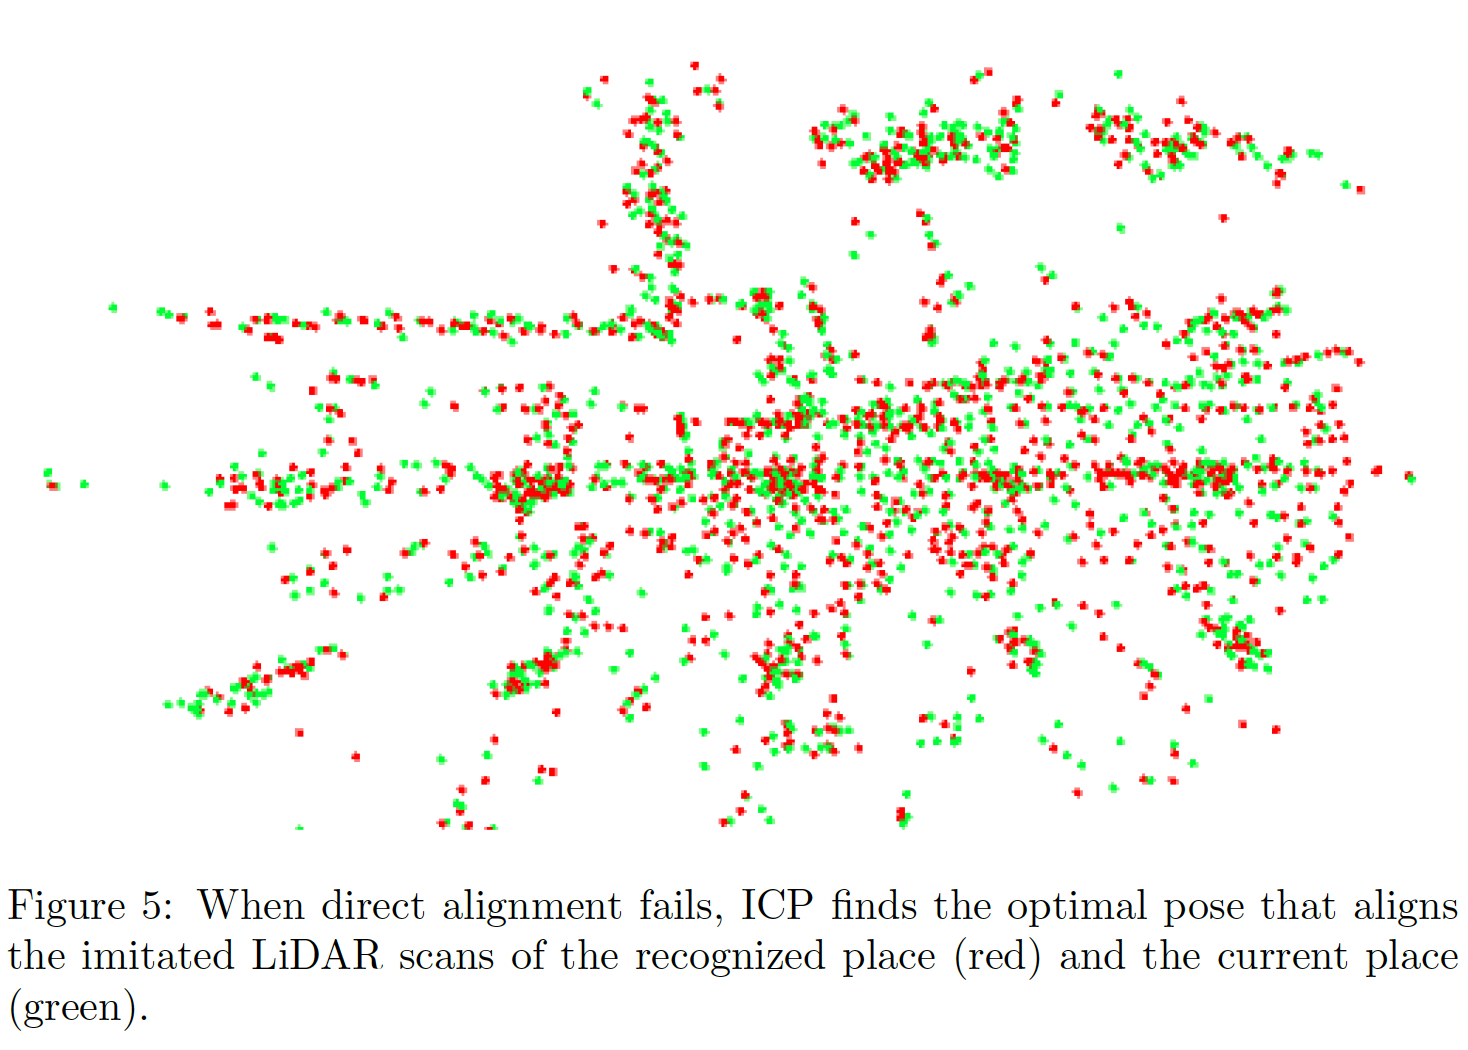 Figure 5: When direct alignment fails, ICP finds the optimal pose that aligns
the imitated LiDAR scans of the recognized place (red) and the current place
(green).